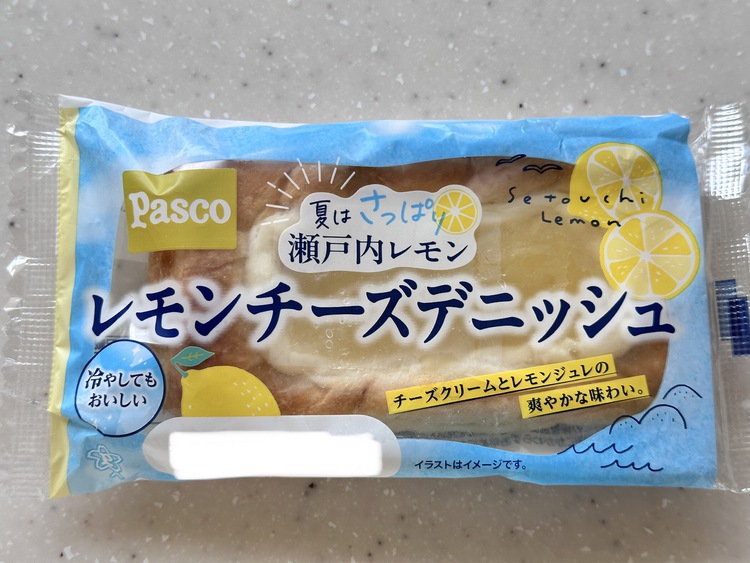 Pasco
夏は さっぱり
瀬戸内レモン
Setouchi
Lemon
レモンチーズデニッシュ
冷やしても
おいしい
チーズクリームとレモンジュレの
爽やかな味わい。
イラストはイメージです。